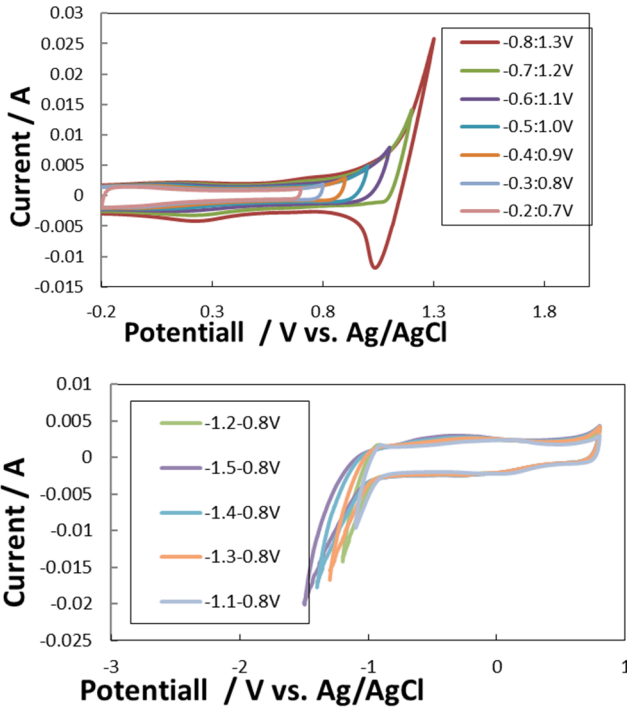 0.03
0.025
0.02
0.015
0.01
0.005
0
-0.005
-0.01
-0.015
Current / A
-0.8:1.3V
-0.7:1.2V
-0.6:1.1V
-0.5:1.0V
-0.4:0.9V
-0.3:0.8V
-0.2:0.7V
-0.2 0.3 0.8 1.3 1.8
Potentiall / V vs. Ag/AgCl
0.01
0.005
0
-0.005
-0.01
-0.015
-0.02
-0.025
Current / A
-1.2-0.8V
-1.5-0.8V
-1.4-0.8V
-1.3-0.8V
-1.1-0.8V
-3 -2 -1 0 1
Potentiall / V vs. Ag/AgCl